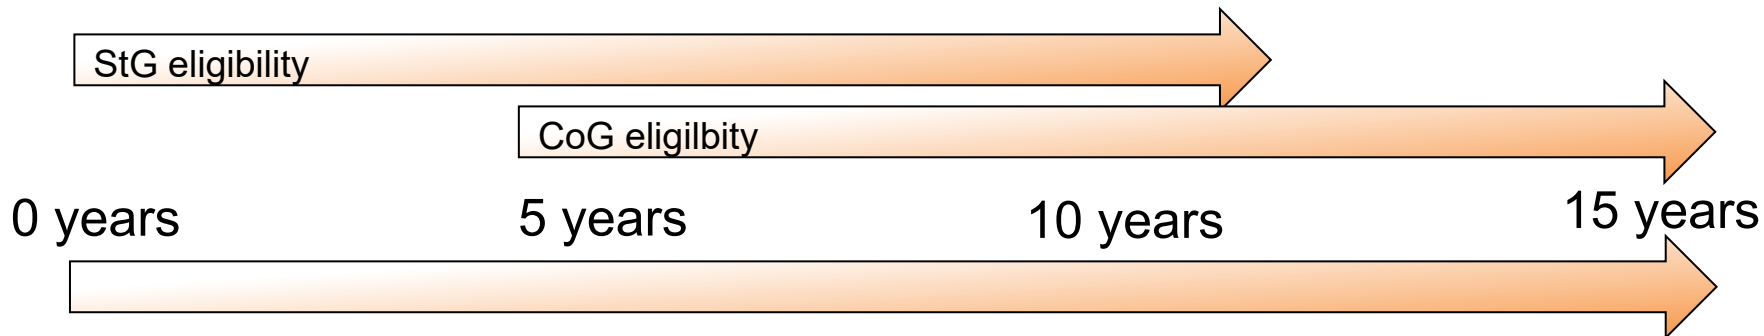 StG eligibility
CoG eligilbity
0 years
5 years
10 years
15 years